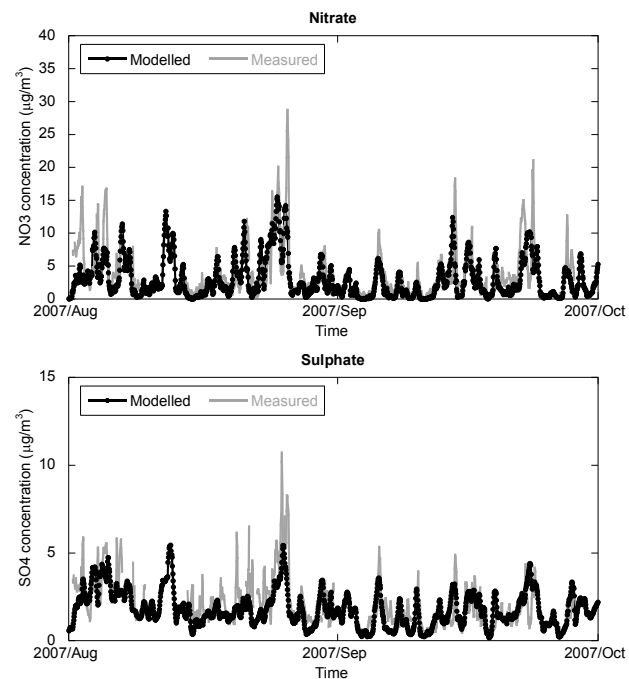 Nitrate
40
35
30
25
20
15
10
5
0
NO3 concentration (µg/m³)
Modelled Measured
2007/Aug 2007/Sep 2007/Oct
Time
Sulphate
15
10
5
0
SO4 concentration (µg/m³)
Modelled Measured
2007/Aug 2007/Sep 2007/Oct
Time